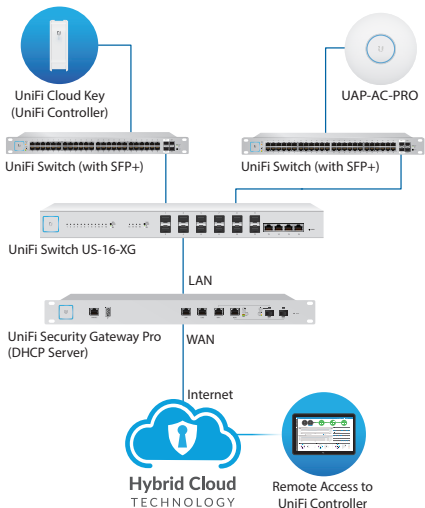 UniFi Cloud Key
(UniFi Controller)
UAP-AC-PRO
UniFi Switch (with SFP+)
UniFi Switch (with SFP+)
UniFi Switch US-16-XG
LAN
UniFi Security Gateway Pro
(DHCP Server)
WAN
Internet
Hybrid Cloud
TECHNOLOGY
Remote Access to
UniFi Controller